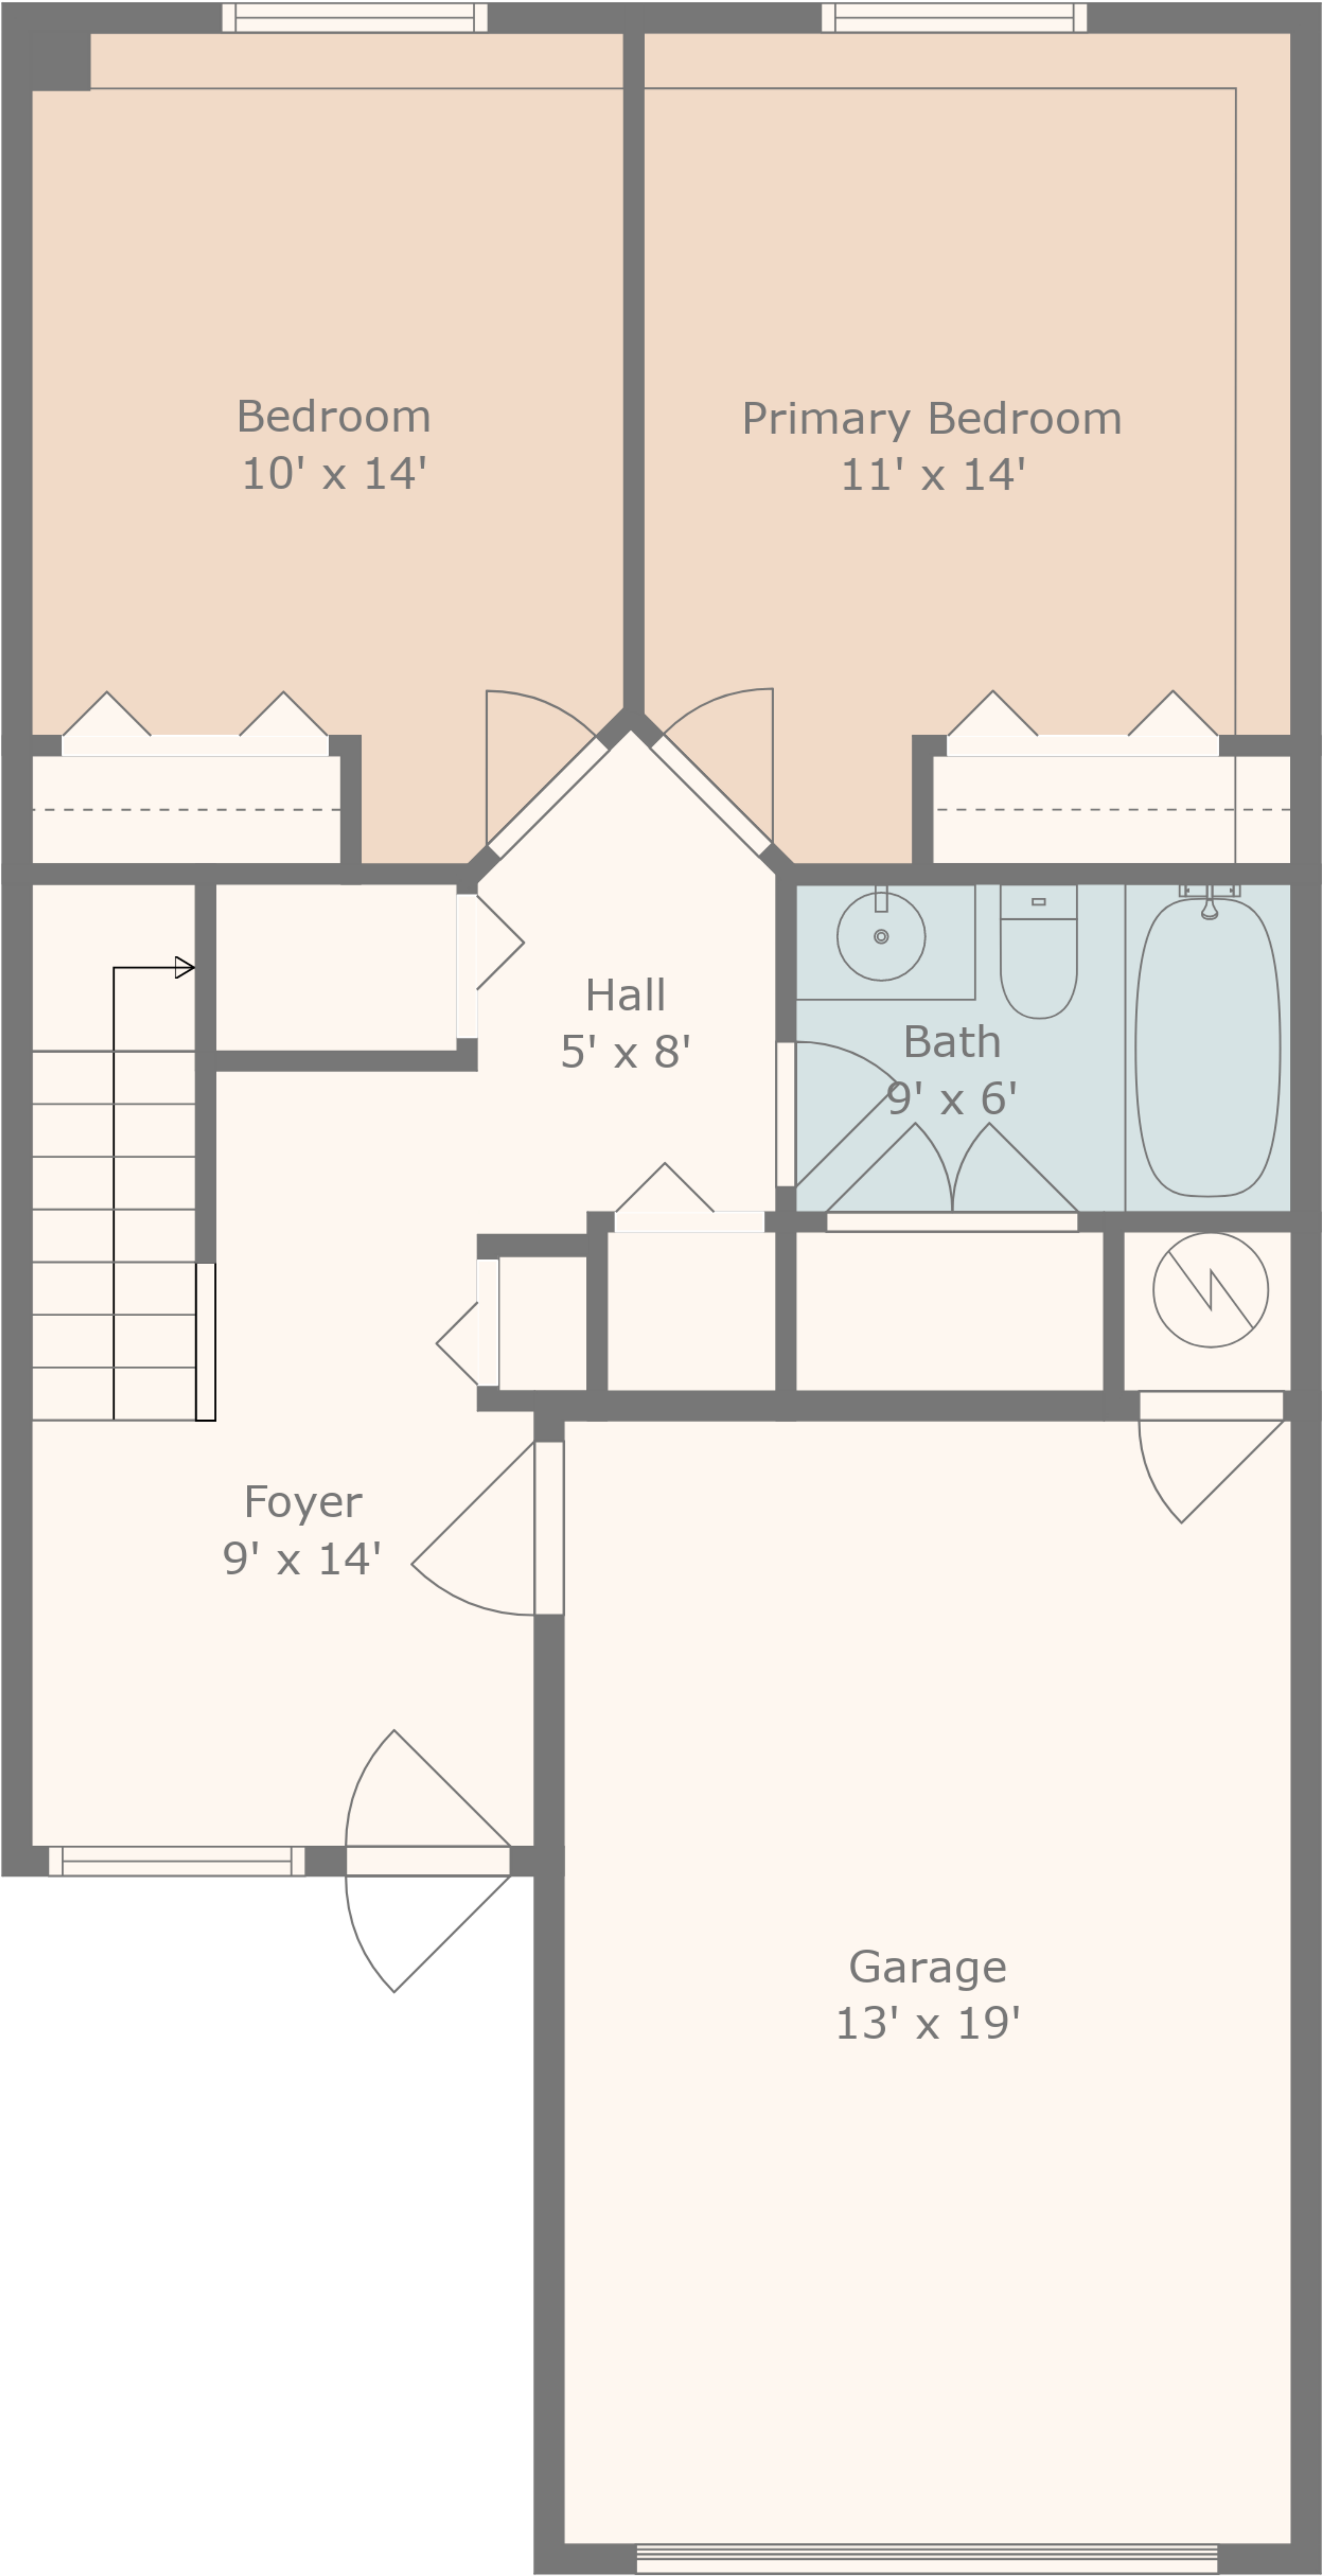 Bedroom
10' x 14'
Primary Bedroom
11' x 14'
Hall
5' x 8'
Bath
9' x 6'
Foyer
9' x 14'
Garage
13' x 19'